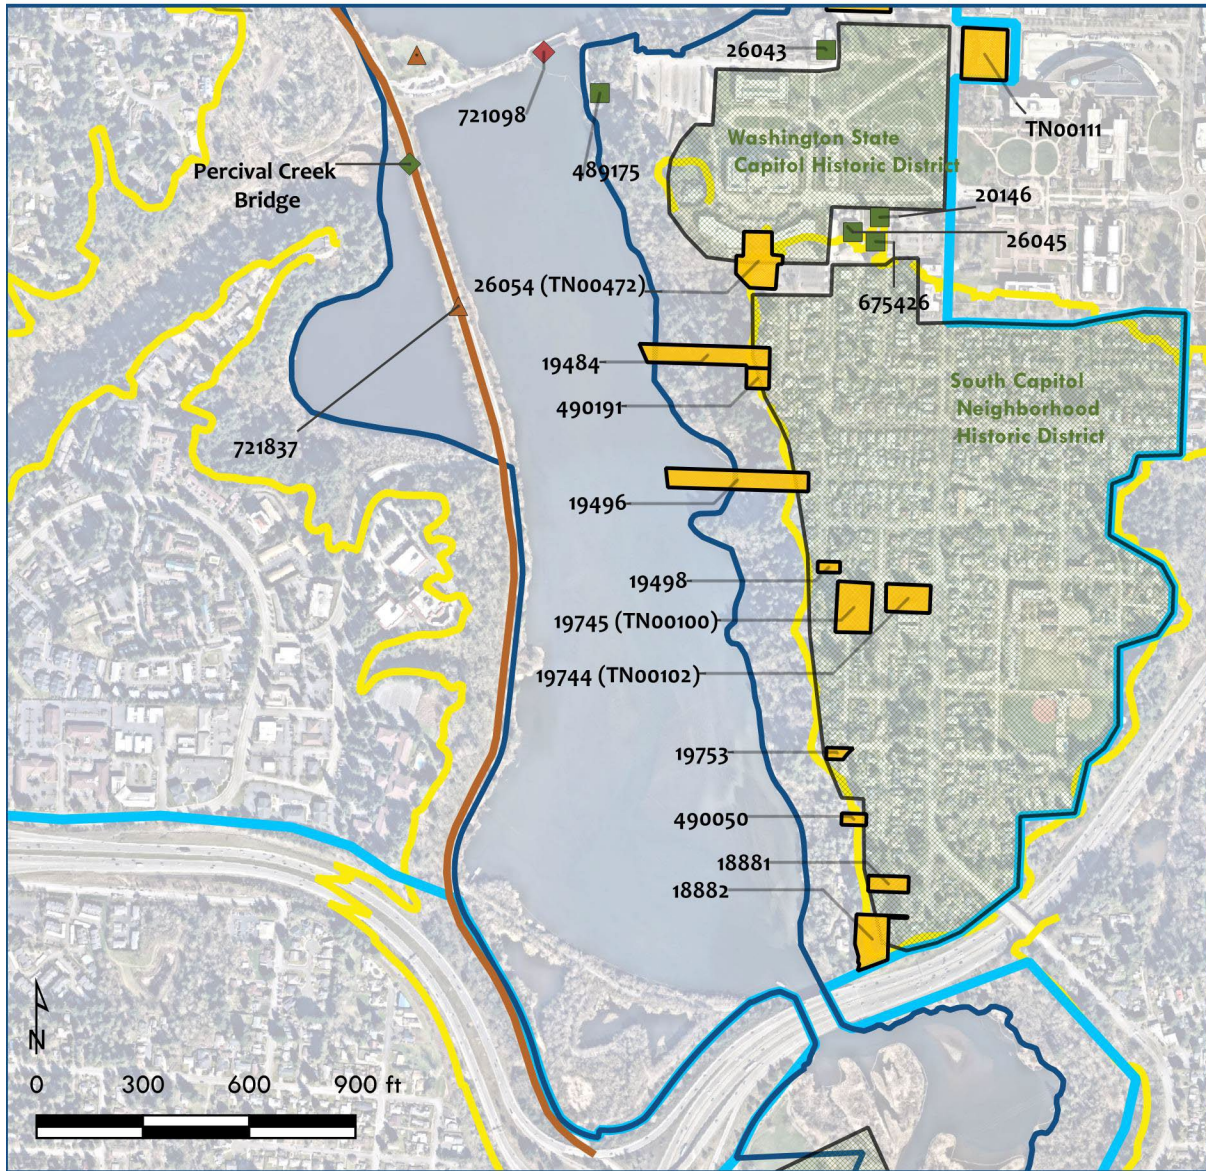 26043
721098
TN00111
Washington State
Capitol Historic District
489175
Percival Creek
Bridge
20146
26045
26054 (TN00472)
675426
19484
South Capitol
Neighborhood
Historic District
490191
721837
19496
19498
19745 (TN00100)
19744 (TN00102)
19753
490050
18881
18882
N
0 300 600 900 ft